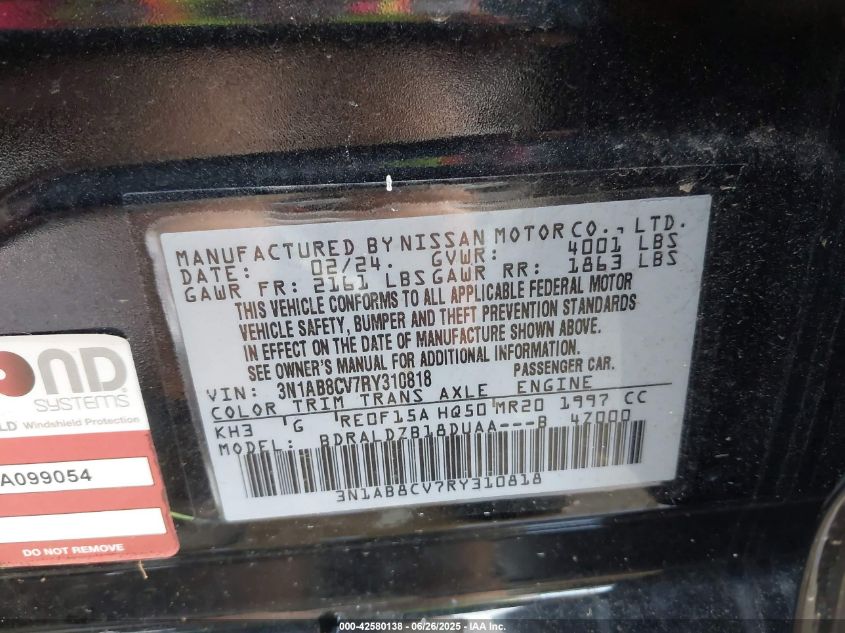 MANUFACTURED BY NISSAN MOTOR CO., LTD.
DATE: 02/24. GVWR: 4001 LBS
GAWR FR: 2161 LBS GAWR RR: 1863 LBS
THIS VEHICLE CONFORMS TO ALL APPLICABLE FEDERAL MOTOR
VEHICLE SAFETY, BUMPER AND THEFT PREVENTION STANDARDS
IN EFFECT ON THE DATE OF MANUFACTURE SHOWN ABOVE.
SEE OWNER'S MANUAL FOR ADDITIONAL INFORMATION.
VIN: 3N1AB8CV7RY310818 PASSENGER CAR.
COLOR TRIM TRANS AXLE ENGINE
KH3 G RE0F15A HQ50 MR20 1997 CC
MODEL: BDRALDZB18DUAA---B 4Z000
3N1AB8CV7RY310818
OND
SYSTEMS
LD Windshield Protection
A099054
DO NOT REMOVE
000-42580138 - 06/26/2025 - IAA Inc.